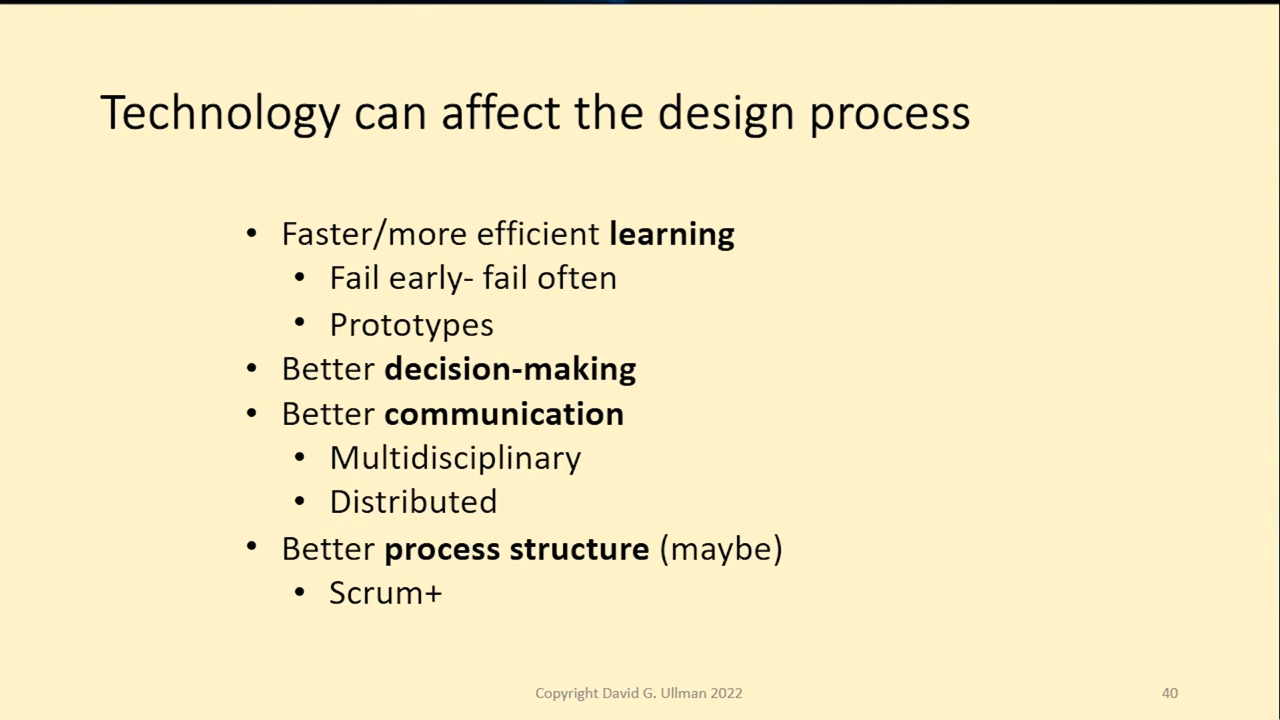 Technology can affect the design process
• Faster/more efficient learning
• Fail early- fail often
• Prototypes
• Better decision-making
• Better communication
• Multidisciplinary
• Distributed
• Better process structure (maybe)
• Scrum+
Copyright David G. Ullman 2022
40